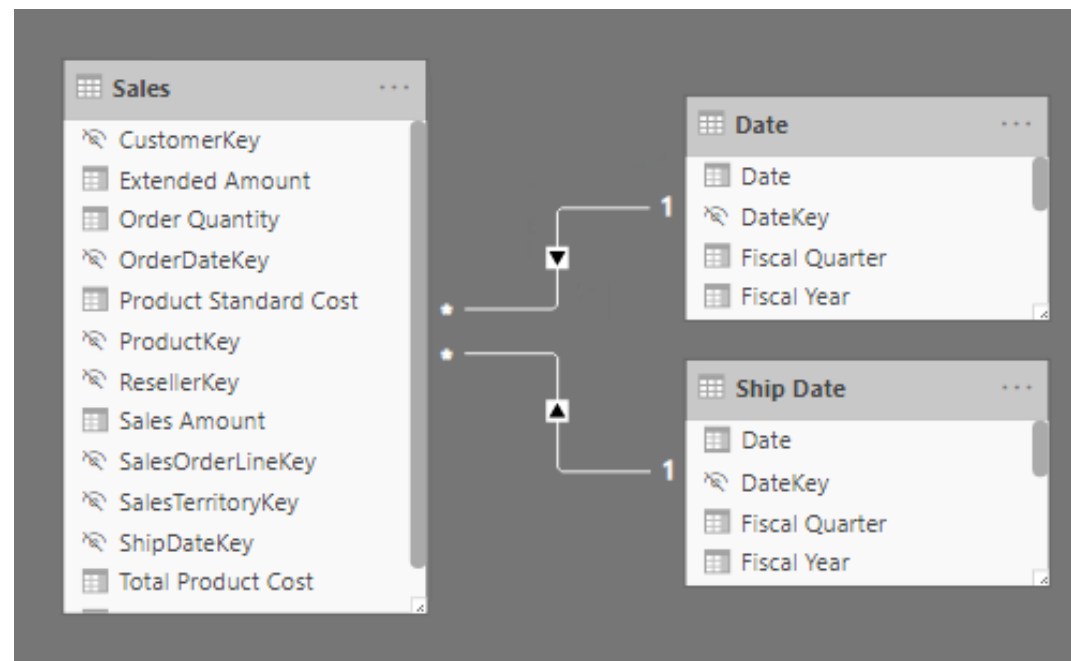 Sales ...
CustomerKey
Extended Amount
Order Quantity
OrderDateKey
Product Standard Cost
ProductKey
ResellerKey
Sales Amount
SalesOrderLineKey
SalesTerritoryKey
ShipDateKey
Total Product Cost
*
*
1
1
Date ...
Date
DateKey
Fiscal Quarter
Fiscal Year
Ship Date ...
Date
DateKey
Fiscal Quarter
Fiscal Year